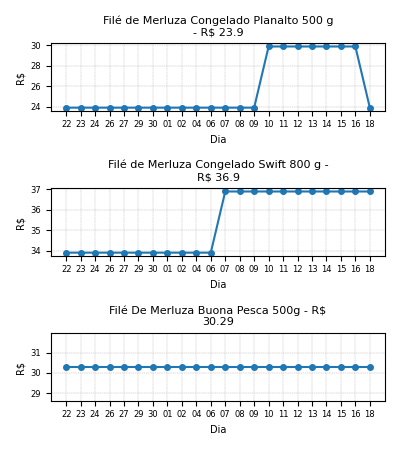 Filé de Merluza Congelado Planalto 500 g
- R$ 23.9
30
28
26
24
R$
22 23 24 26 27 29 30 01 02 04 06 07 09 10 11 12 13 14 15 16 18
Dia
Filé de Merluza Congelado Swift 800 g -
R$ 36.9
37
36
35
34
R$
22 23 24 26 27 29 30 01 02 04 06 07 09 10 11 12 13 14 15 16 18
Dia
Filé De Merluza Buona Pesca 500g - R$
30.29
31
30
29
R$
22 23 24 26 27 29 30 01 02 04 06 07 09 10 11 12 13 14 15 16 18
Dia